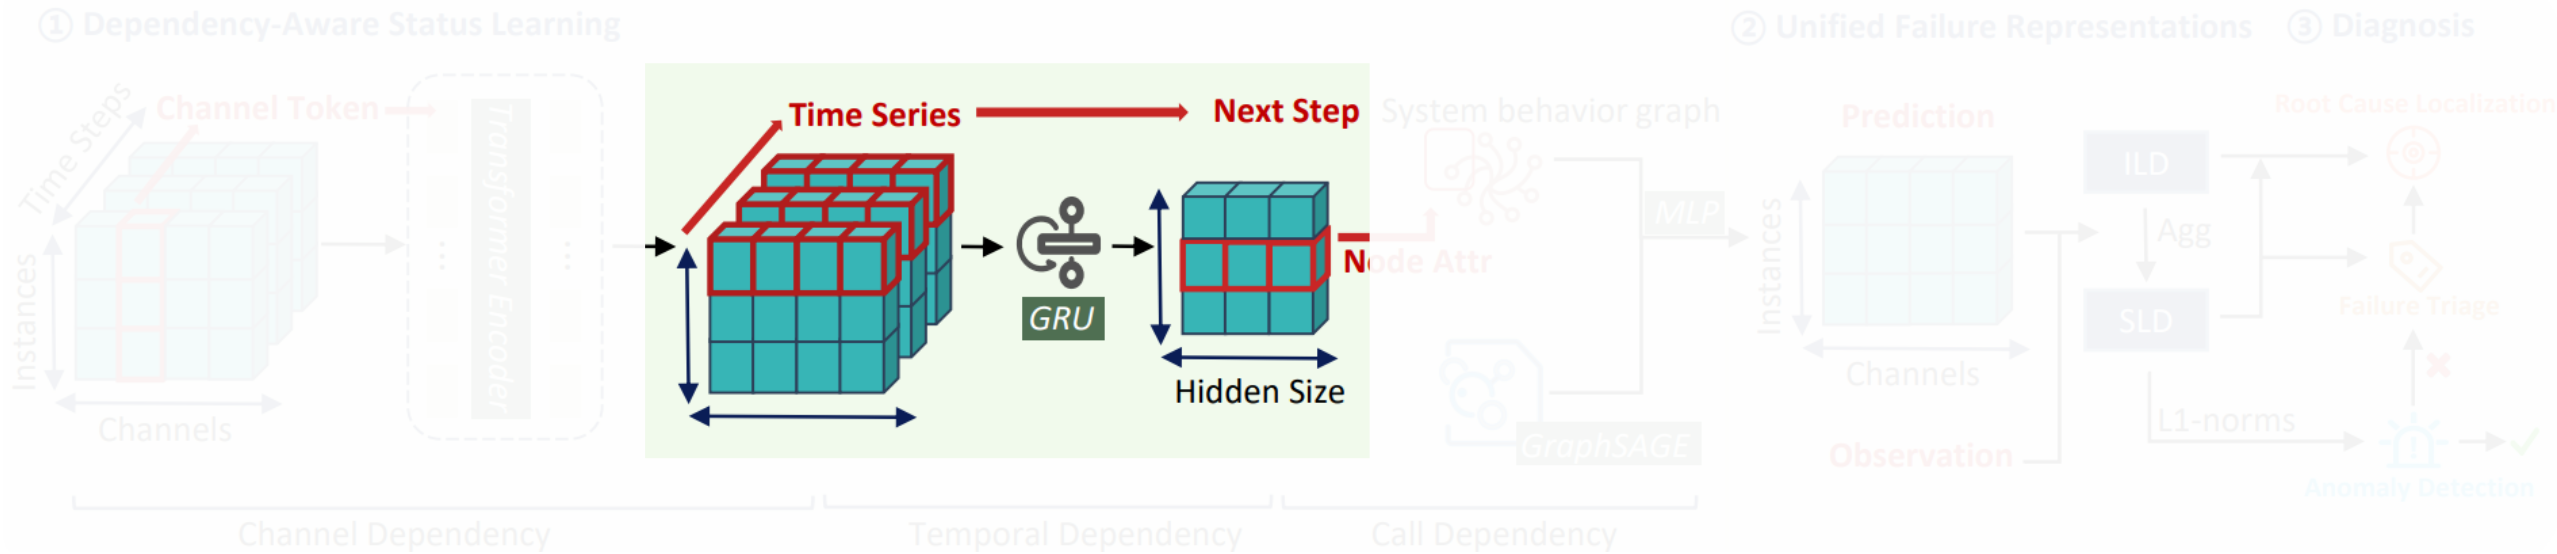 ① Dependency-Aware Status Learning
② Unified Failure Representations
③ Diagnosis
Time Steps
Channel Token
Transformer Encoder
Instances
Channels
Time Series
Next Step
GRU
Hidden Size
Node Attr
System behavior graph
MLP
GraphSAGE
Prediction
Instances
Channels
Observation
ILD
Agg
SLD
L1-norms
Root Cause Localization
Failure Triage
Anomaly Detection
Channel Dependency
Temporal Dependency
Call Dependency